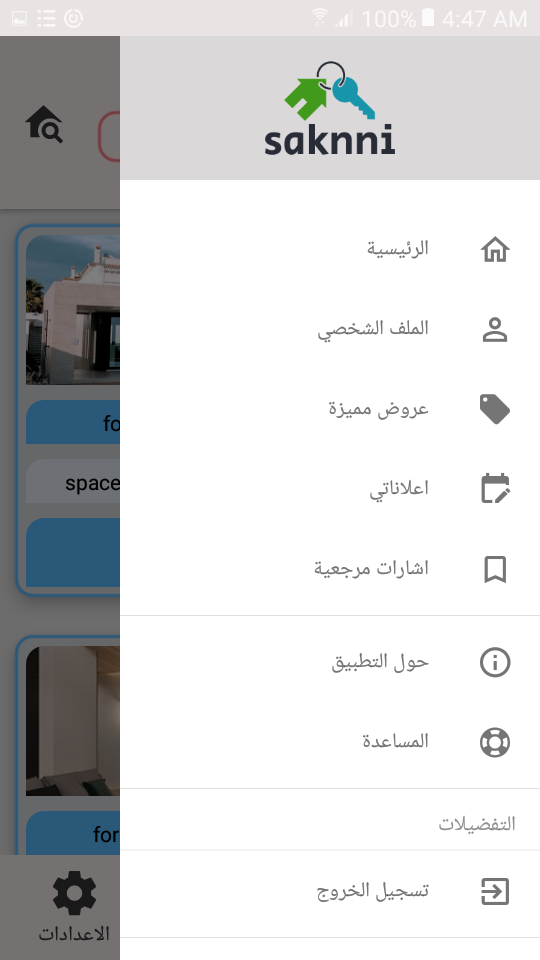 100% 4:47 AM
saknni
الرئيسية
الملف الشخصي
عروض مميزة
اعلاناتي
اشارات مرجعية
حول التطبيق
المساعدة
التفضيلات
تسجيل الخروج
fo
space
for
الاعدادات